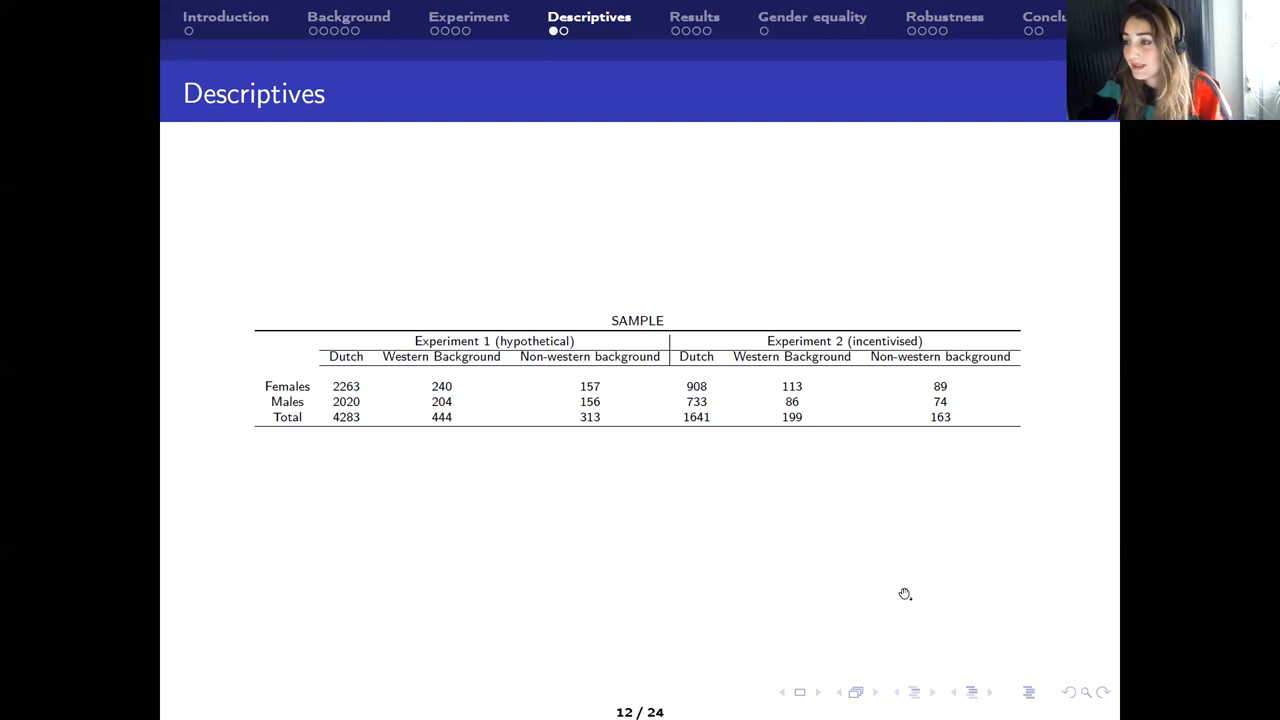 Introduction Background Experiment Descriptives Results Gender equality Robustness Conclu
Descriptives
SAMPLE
Experiment 1 (hypothetical) Experiment 2 (incentivised)
Dutch Western Background Non-western background Dutch Western Background Non-western background
Females 2263 240 157 908 113 89
Males 2020 204 156 733 86 74
Total 4283 444 313 1641 199 163
12 / 24